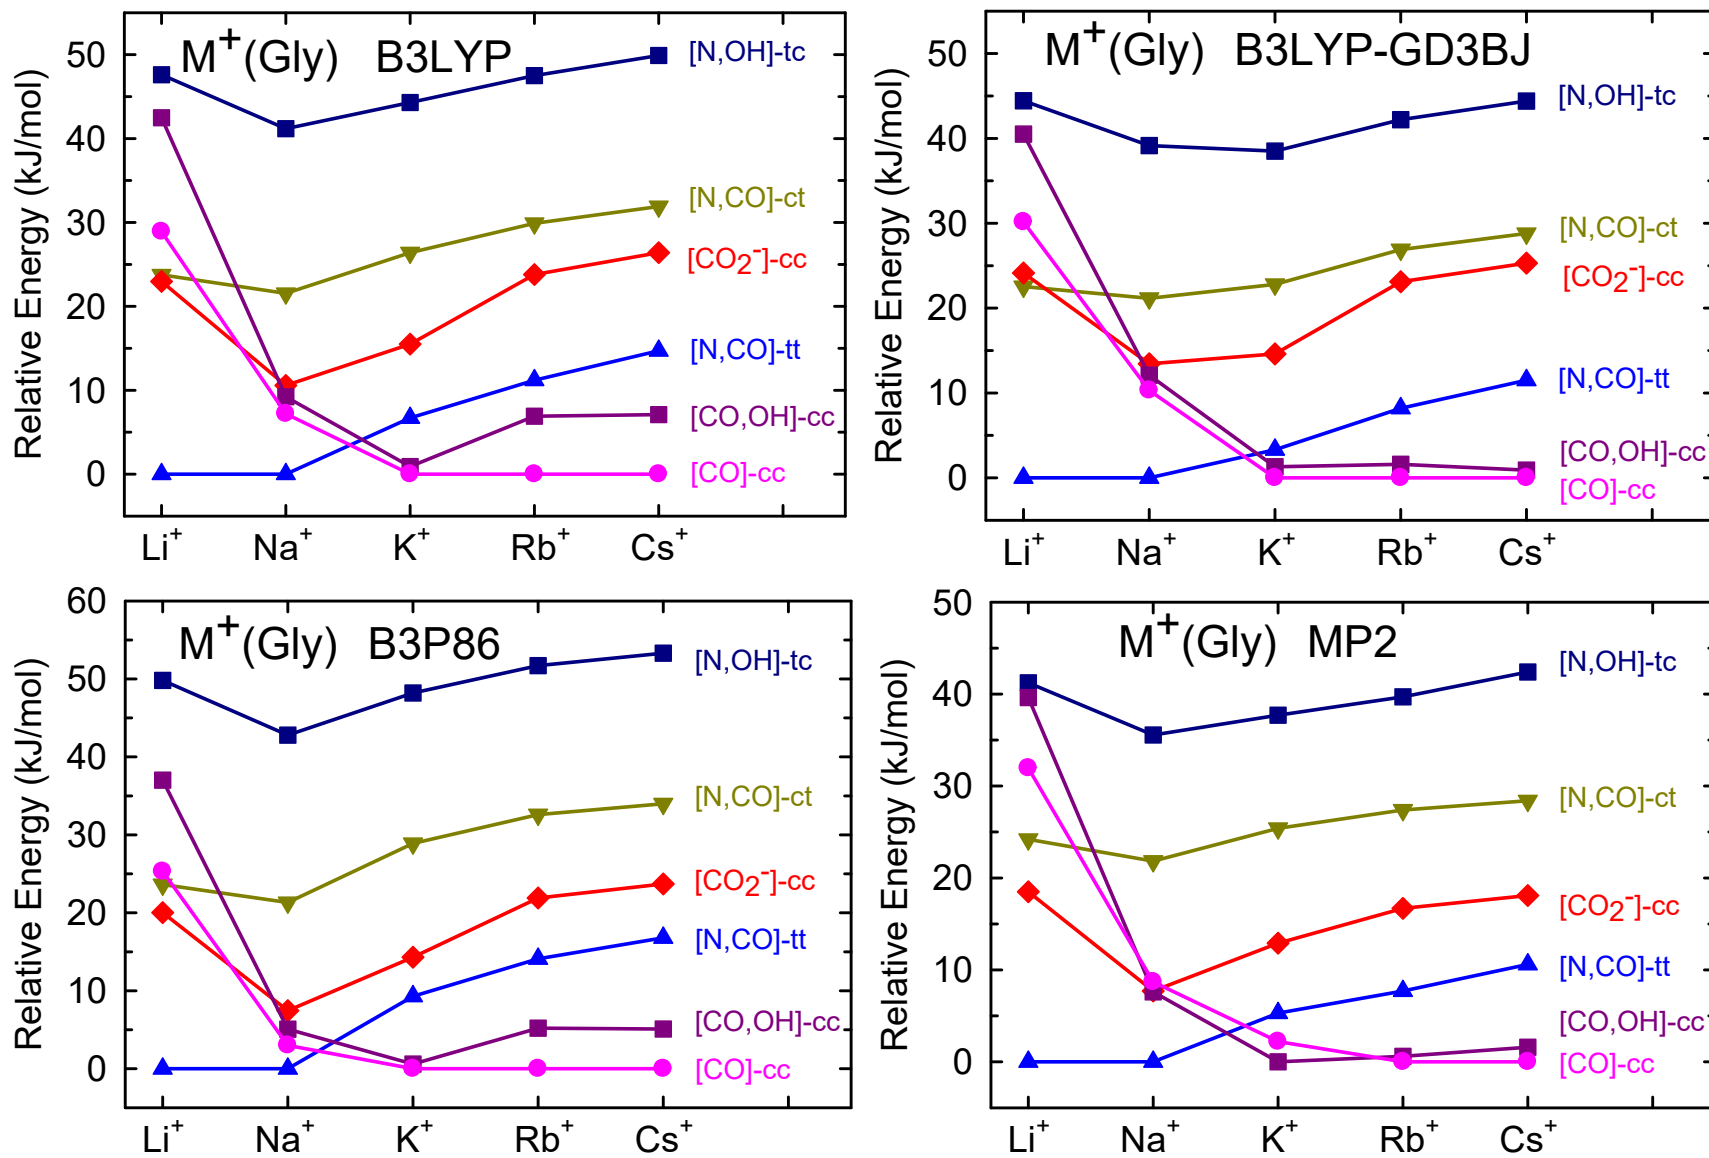 M⁺(Gly) B3LYP
Relative Energy (kJ/mol)
50
40
30
20
10
0
[N,OH]-tc
[N,CO]-ct
[CO₂⁻]-cc
[N,CO]-tt
[CO,OH]-cc
[CO]-cc
Li⁺ Na⁺ K⁺ Rb⁺ Cs⁺
M⁺(Gly) B3LYP-GD3BJ
Relative Energy (kJ/mol)
50
40
30
20
10
0
[N,OH]-tc
[N,CO]-ct
[CO₂⁻]-cc
[N,CO]-tt
[CO,OH]-cc
[CO]-cc
Li⁺ Na⁺ K⁺ Rb⁺ Cs⁺
M⁺(Gly) B3P86
Relative Energy (kJ/mol)
60
50
40
30
20
10
0
[N,OH]-tc
[N,CO]-ct
[CO₂⁻]-cc
[N,CO]-tt
[CO,OH]-cc
[CO]-cc
Li⁺ Na⁺ K⁺ Rb⁺ Cs⁺
M⁺(Gly) MP2
Relative Energy (kJ/mol)
50
40
30
20
10
0
[N,OH]-tc
[N,CO]-ct
[CO₂⁻]-cc
[N,CO]-tt
[CO,OH]-cc
[CO]-cc
Li⁺ Na⁺ K⁺ Rb⁺ Cs⁺